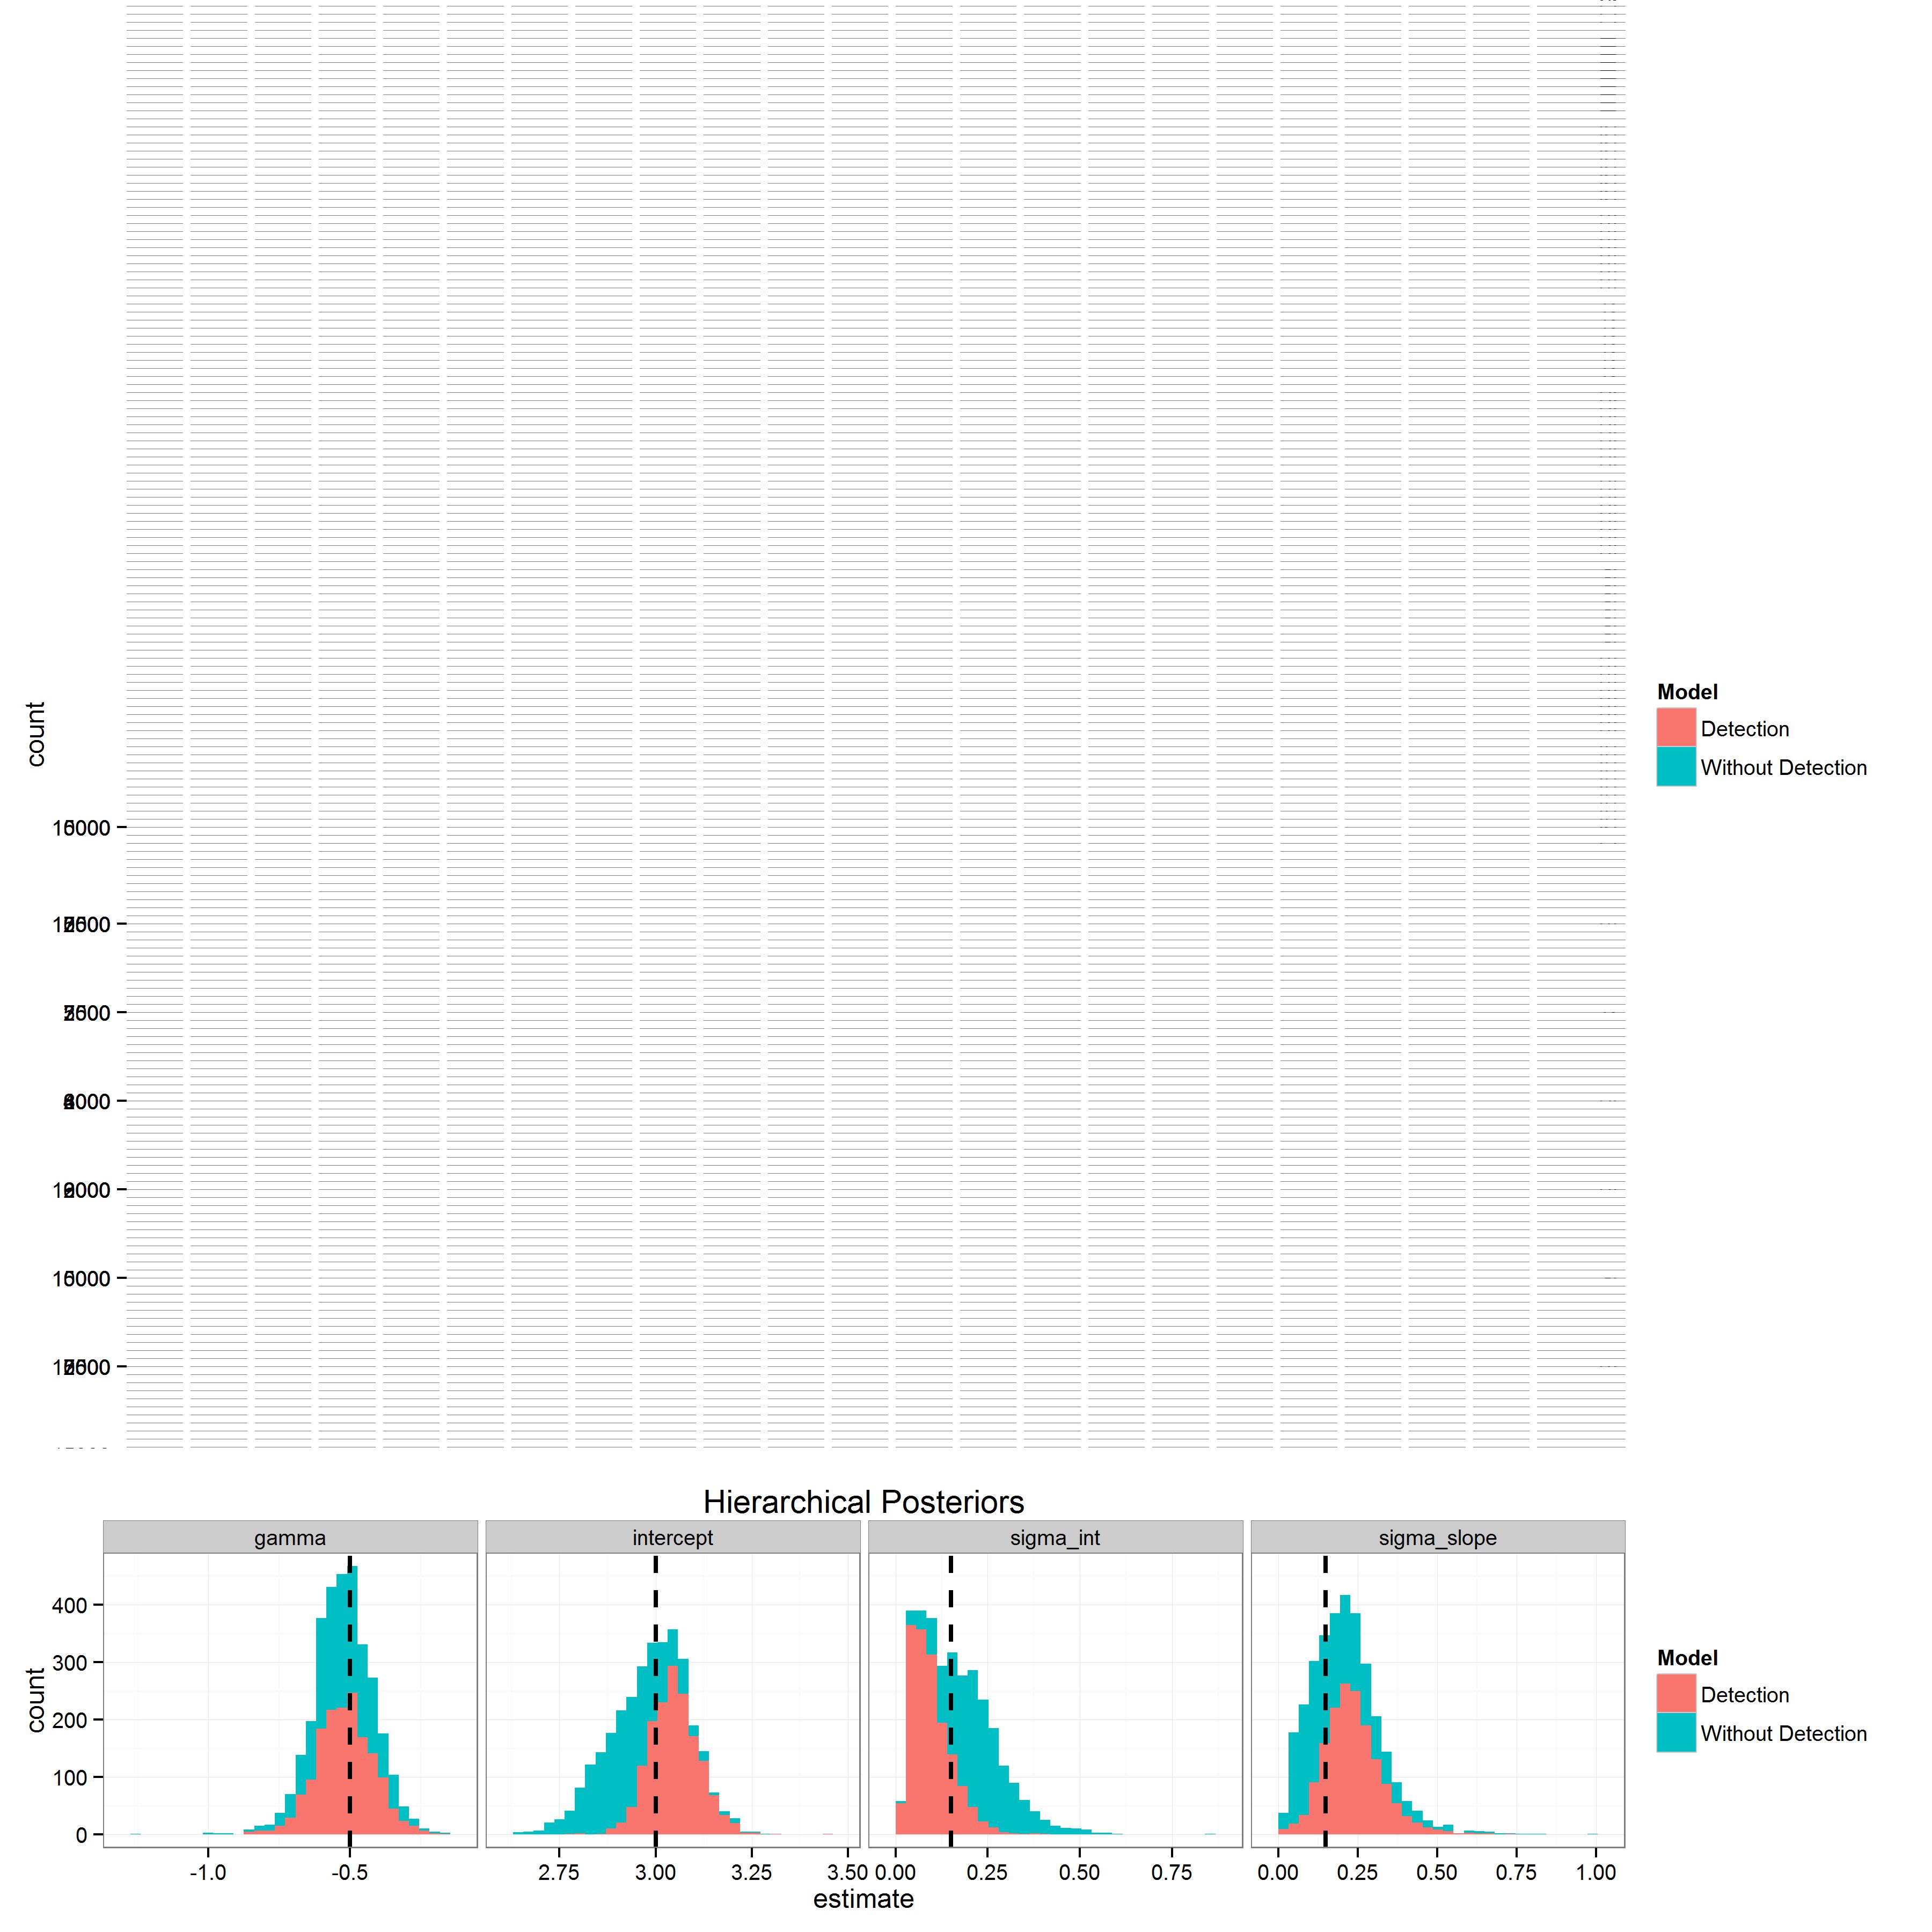 count
Model
Detection
Without Detection
Hierarchical Posteriors
gamma intercept sigma_int sigma_slope
400
300
200
100
0
count
-1.0 -0.5 2.75 3.00 3.25 3.50 0.00 0.25 0.50 0.75 0.00 0.25 0.50 0.75 1.00
estimate
Model
Detection
Without Detection